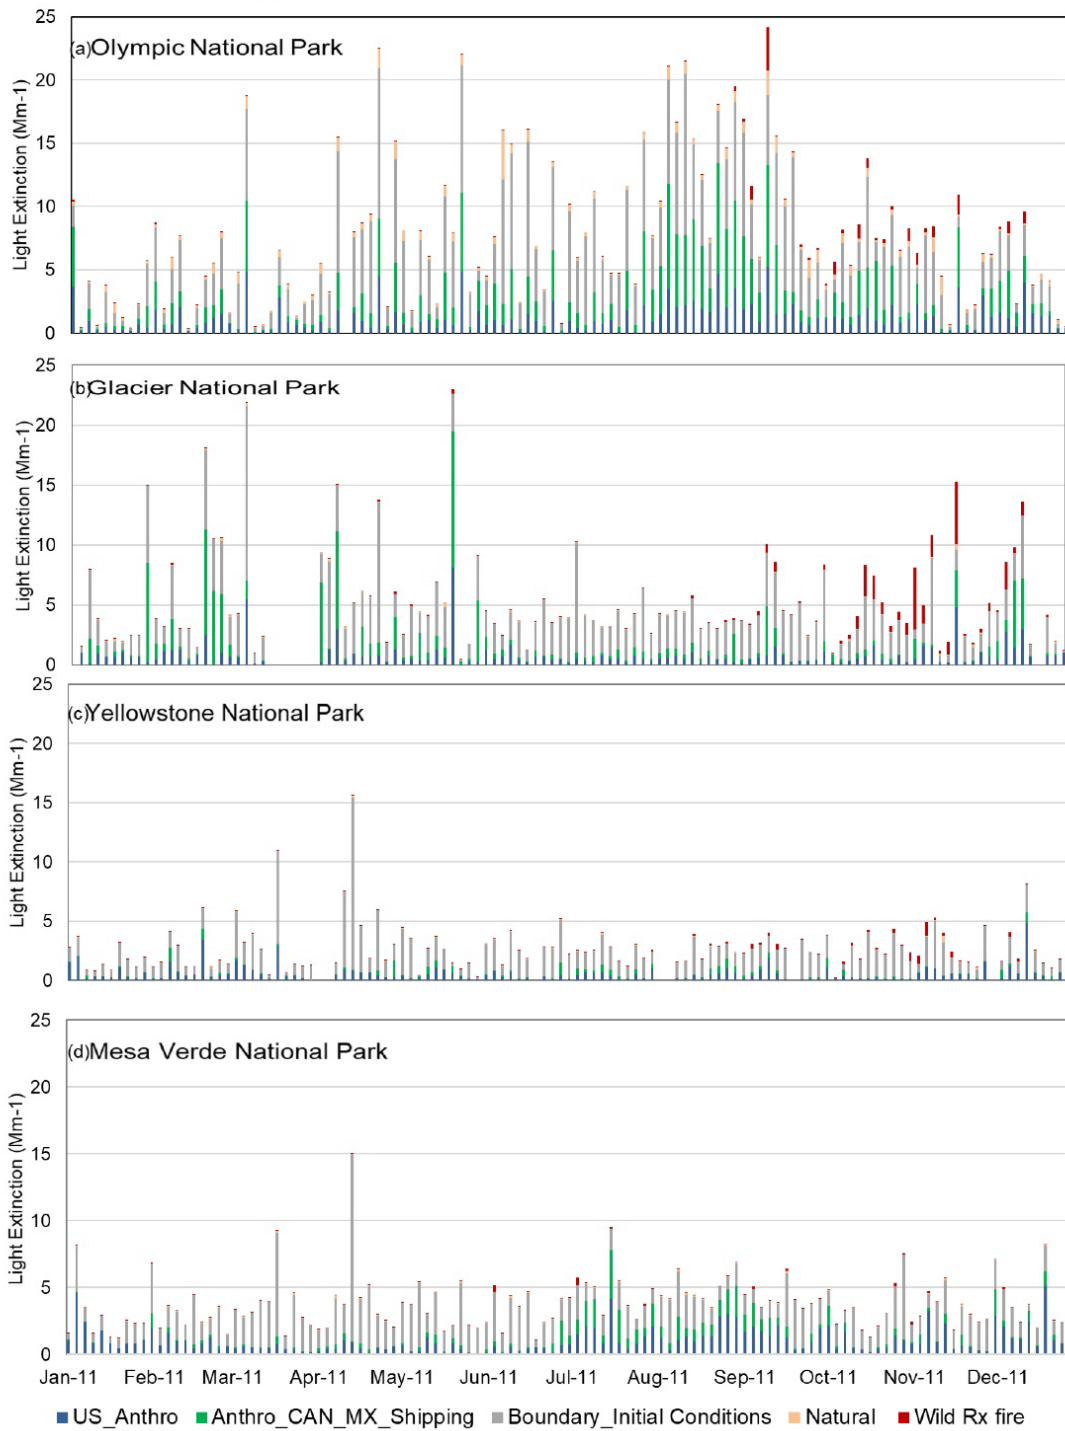 25
(a)Olympic National Park
20
15
10
5
0
Light Extinction (Mm-1)
25
(b)Glacier National Park
20
15
10
5
0
Light Extinction (Mm-1)
25
(c)Yellowstone National Park
20
15
10
5
0
Light Extinction (Mm-1)
25
(d)Mesa Verde National Park
20
15
10
5
0
Light Extinction (Mm-1)
Jan-11 Feb-11 Mar-11 Apr-11 May-11 Jun-11 Jul-11 Aug-11 Sep-11 Oct-11 Nov-11 Dec-11
US_Anthro Anthro_CAN_MX_Shipping Boundary_Initial Conditions Natural Wild Rx fire